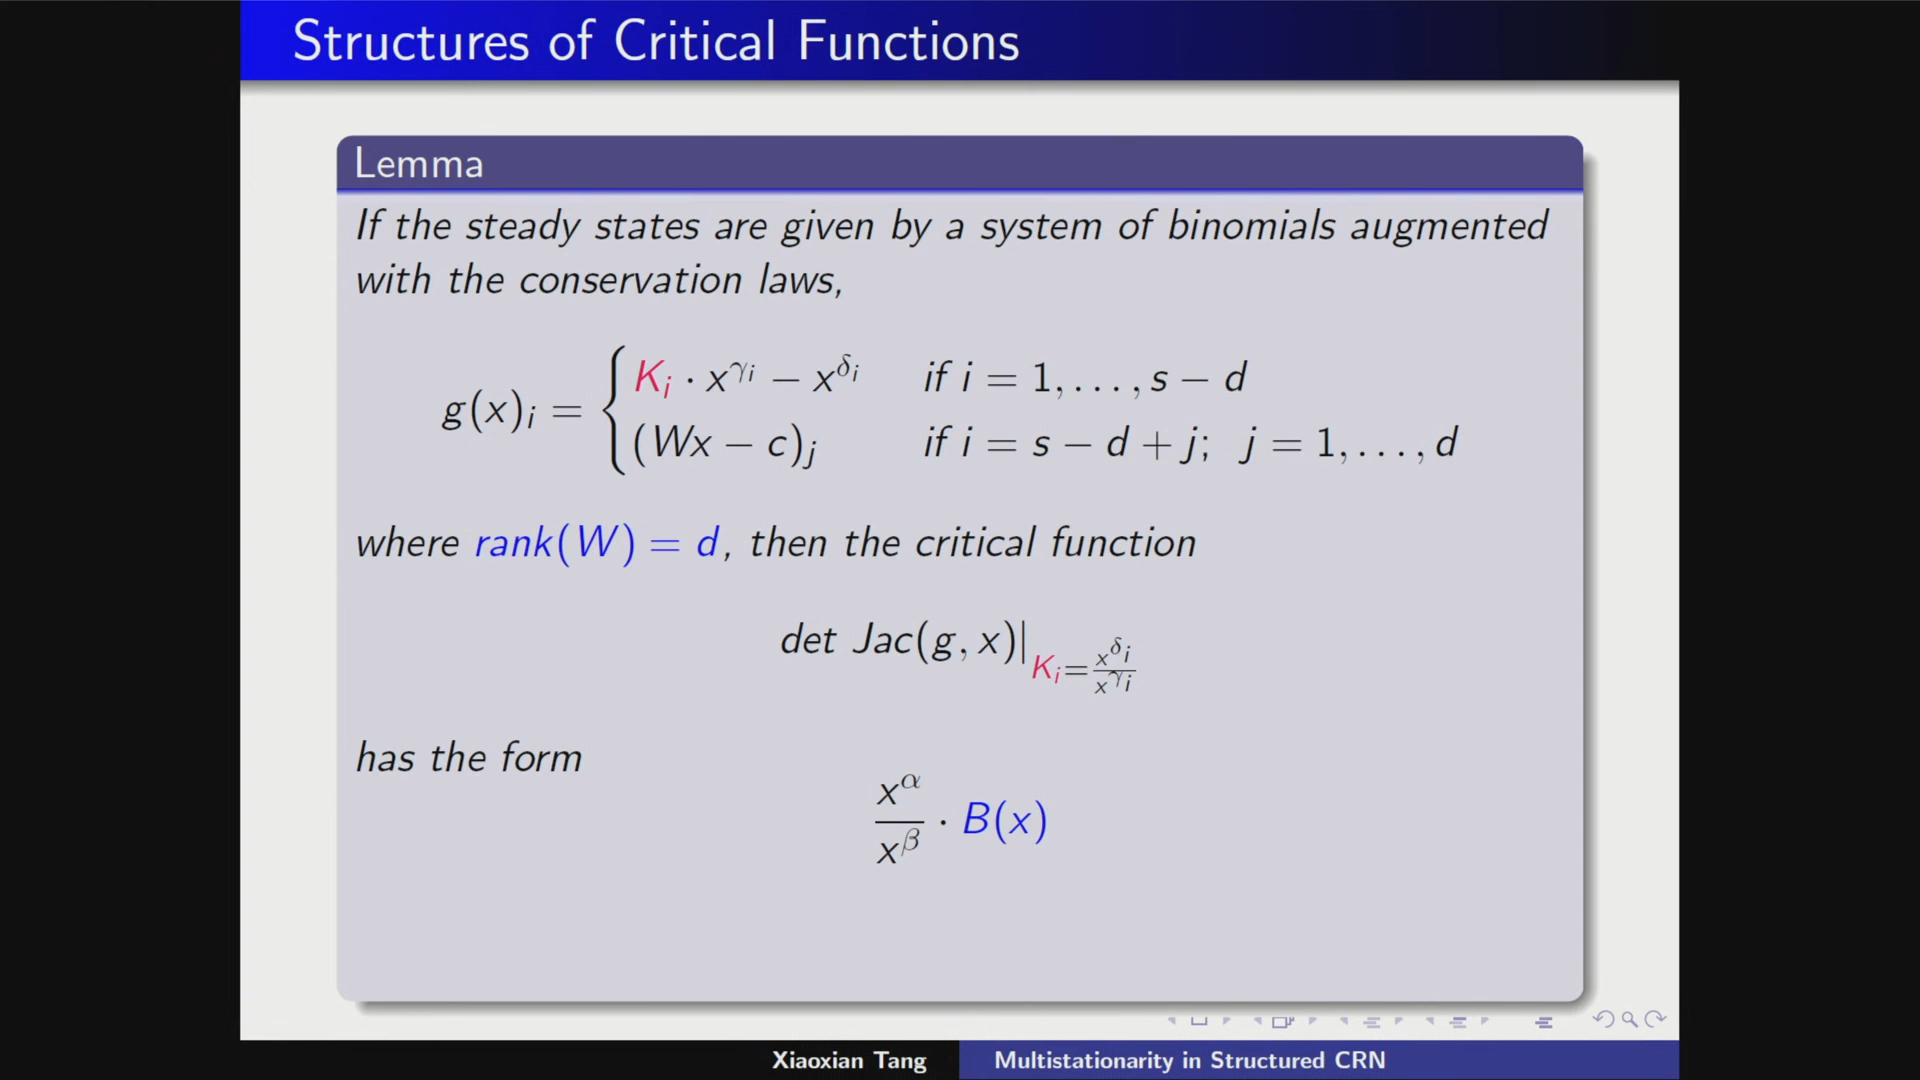 Structures of Critical Functions
Lemma
If the steady states are given by a system of binomials augmented
with the conservation laws,
g(x)_i = { K_i · x^{γ_i} − x^{δ_i} if i = 1, . . . , s − d
(Wx − c)_j if i = s − d + j; j = 1, . . . , d
where rank(W) = d, then the critical function
det Jac(g, x)|_{K_i = \frac{x^{δ_i}}{x^{γ_i}}}
has the form
\frac{x^α}{x^β} · B(x)
Xiaoxian Tang Multistationarity in Structured CRN